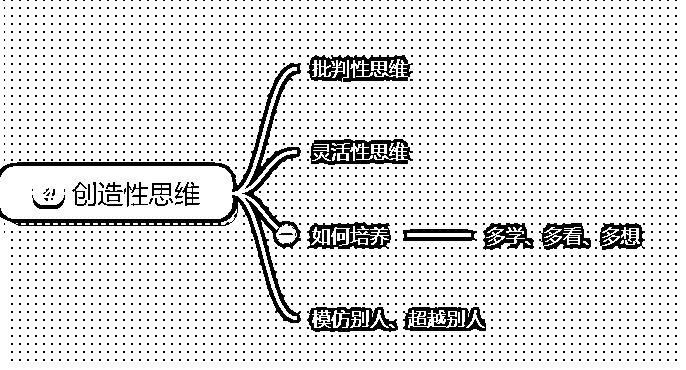 批判性思维
灵活性思维
创造性思维
如何培养 多学、多看、多想
模仿别人、超越别人